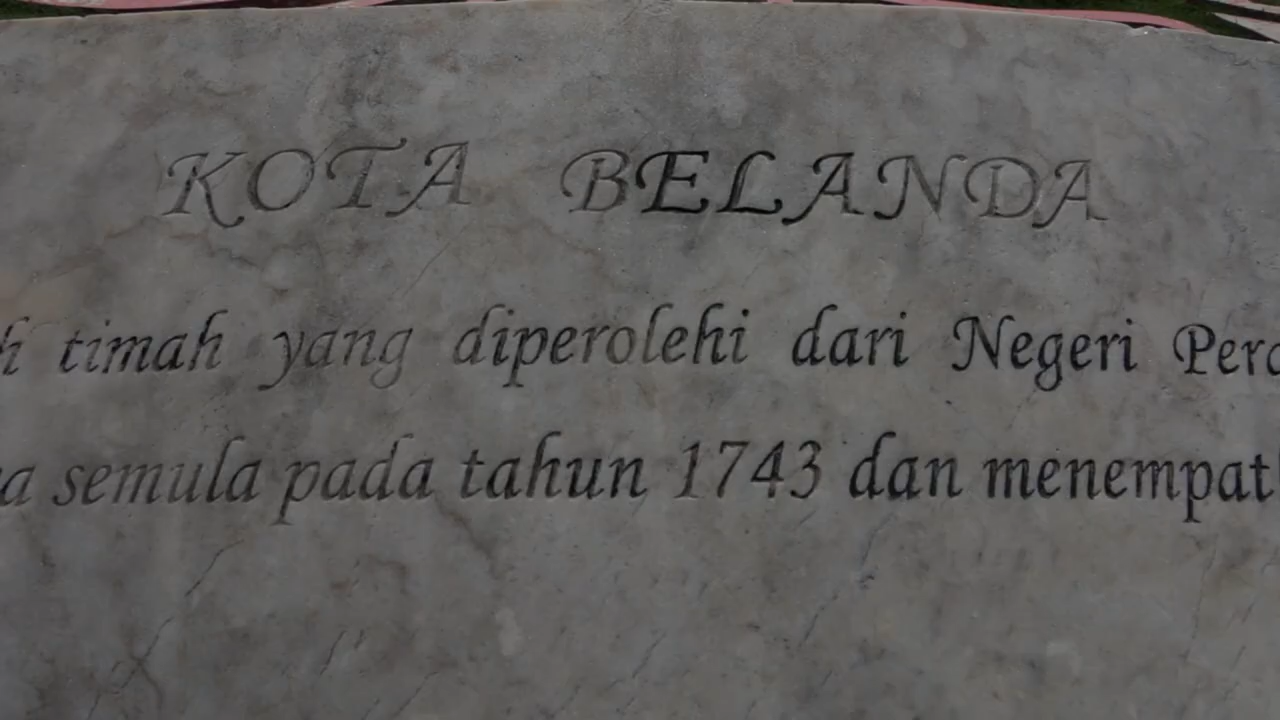 KOTA BELANDA
timah yang diperolehi dari Negeri
semula pada tahun 1743 dan